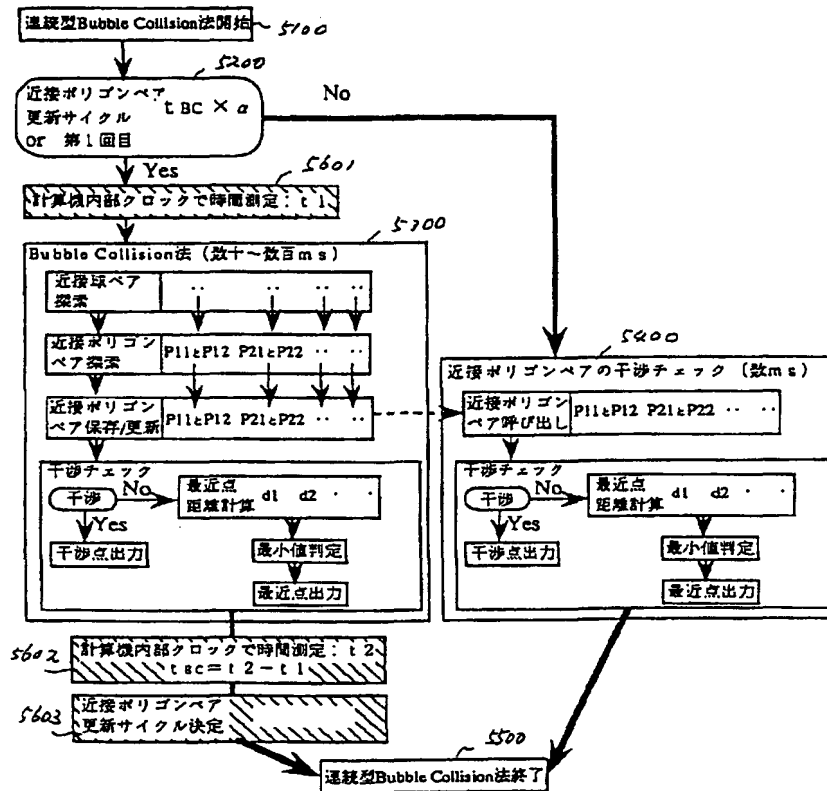 連続型Bubble Collision法開始
5100
5200
近接ポリゴンペア
tBC × α
更新サイクル
or 第1回目
No
Yes
5601
計算機内部クロックで時間測定：t1
5300
Bubble Collision法（数十～数百ms）
近接球ペア
探索
‥ ‥ ‥ ‥
近接ポリゴン
ペア探索
P11とP12 P21とP22 ‥ ‥
近接ポリゴン
ペア保存/更新
P11とP12 P21とP22 ‥ ‥
干渉チェック
干渉
No
最近点
距離計算
d1 d2 ・ ・
Yes
干渉点出力
最小値判定
最近点出力
5400
近接ポリゴンペアの干渉チェック（数ms）
近接ポリゴン
ペア呼び出し
P11とP12 P21とP22 ‥ ‥
干渉チェック
干渉
No
最近点
距離計算
d1 d2 ・ ・
Yes
干渉点出力
最小値判定
最近点出力
5602
計算機内部クロックで時間測定：t2
tBC=t2-t1
5603
近接ポリゴンペア
更新サイクル決定
5500
連続型Bubble Collision法終了